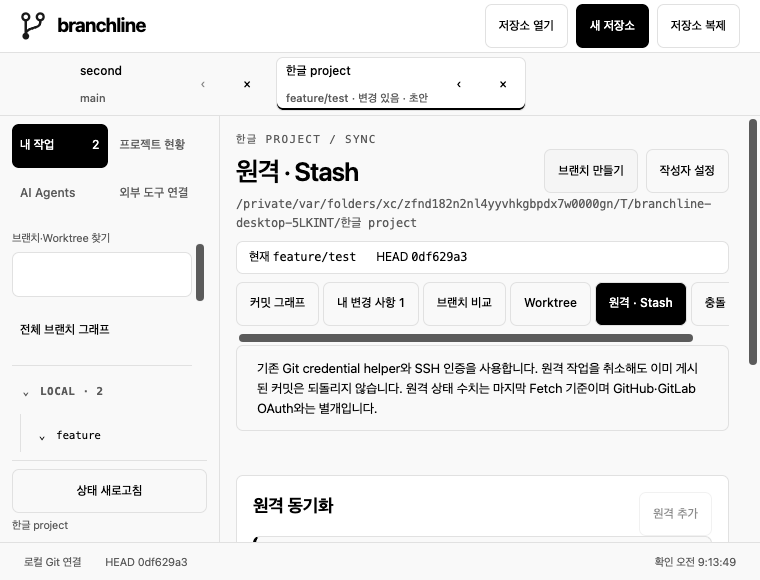 branchline
저장소 열기
새 저장소
저장소 복제
second
main
한글 project
feature/test · 변경 있음 · 초안
내 작업 2
프로젝트 현황
AI Agents
외부 도구 연결
브랜치·Worktree 찾기
전체 브랜치 그래프
LOCAL · 2
feature
상태 새로고침
한글 project
한글 PROJECT / SYNC
원격 · Stash
브랜치 만들기
작성자 설정
/private/var/folders/xc/zfnd182n2nl4yyvhkgbpdx7w0000gn/T/branchline-
desktop-5LKINT/한글 project
현재 feature/test HEAD 0df629a3
커밋 그래프
내 변경 사항 1
브랜치 비교
Worktree
원격 · Stash
충돌
기존 Git credential helper와 SSH 인증을 사용합니다. 원격 작업을 취소해도 이미 게시
된 커밋은 되돌리지 않습니다. 원격 상태 수치는 마지막 Fetch 기준이며 GitHub·GitLab
OAuth와는 별개입니다.
원격 동기화
원격 추가
로컬 Git 연결
HEAD 0df629a3
확인 오전 9:13:49